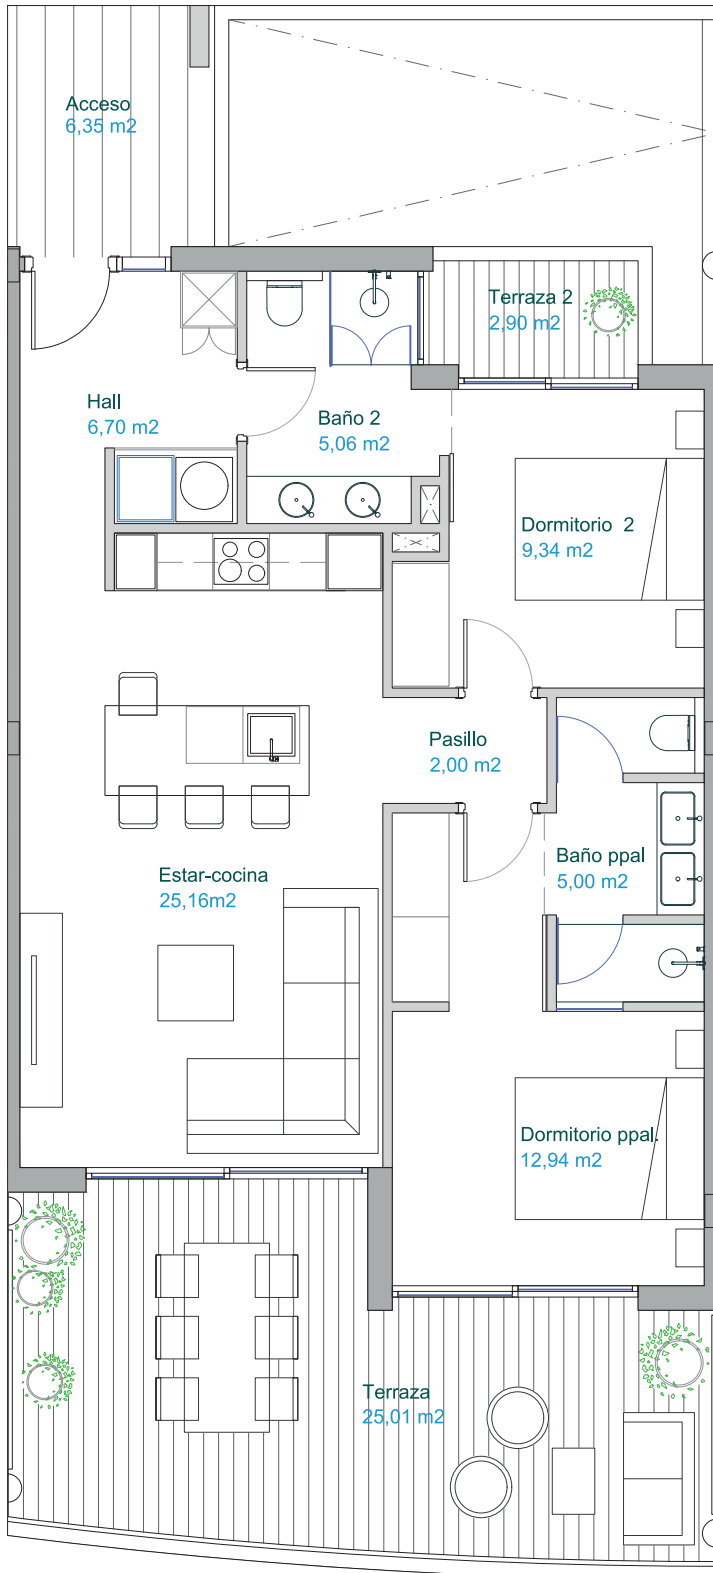 Acceso
6,35 m2
Terraza 2
2,90 m2
Hall
6,70 m2
Baño 2
5,06 m2
Dormitorio 2
9,34 m2
Pasillo
2,00 m2
Baño ppal
5,00 m2
Estar-cocina
25,16m2
Dormitorio ppal.
12,94 m2
Terraza
25,01 m2